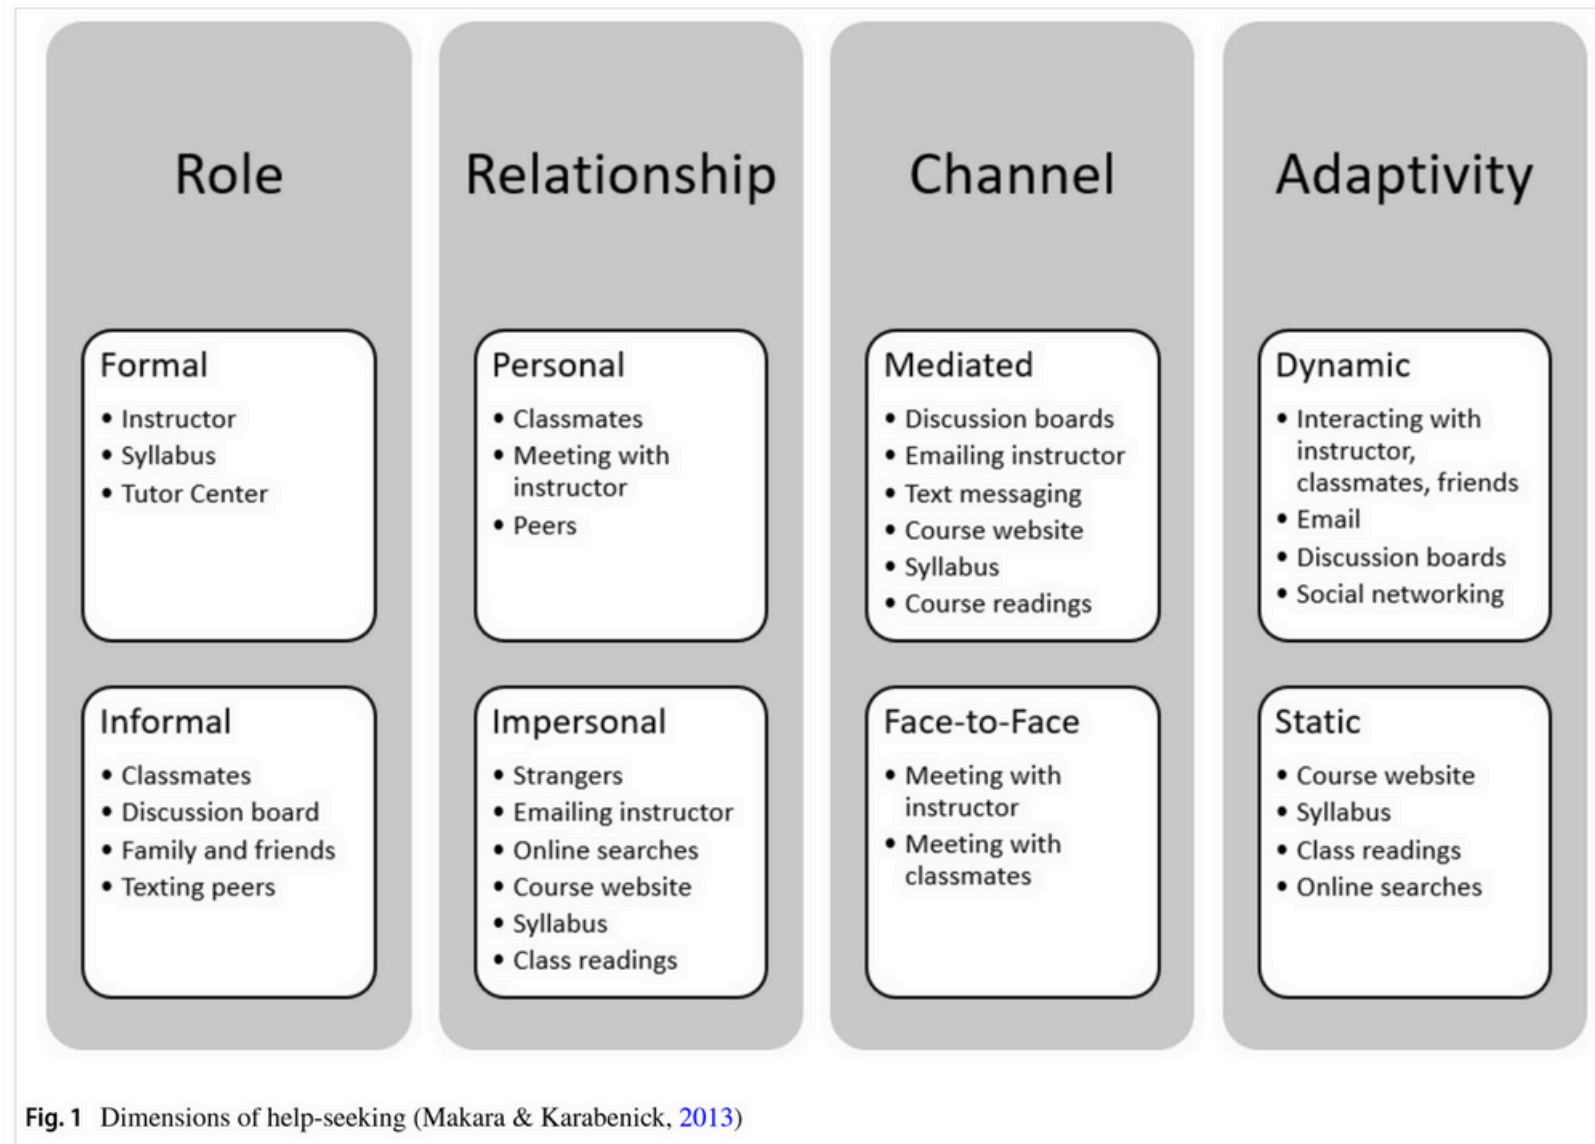 Role
Formal
• Instructor
• Syllabus
• Tutor Center
Informal
• Classmates
• Discussion board
• Family and friends
• Texting peers
Relationship
Personal
• Classmates
• Meeting with
instructor
• Peers
Impersonal
• Strangers
• Emailing instructor
• Online searches
• Course website
• Syllabus
• Class readings
Channel
Mediated
• Discussion boards
• Emailing instructor
• Text messaging
• Course website
• Syllabus
• Course readings
Face-to-Face
• Meeting with
instructor
• Meeting with
classmates
Adaptivity
Dynamic
• Interacting with
instructor,
classmates, friends
• Email
• Discussion boards
• Social networking
Static
• Course website
• Syllabus
• Class readings
• Online searches
Fig. 1 Dimensions of help-seeking (Makara & Karabenick, 2013)